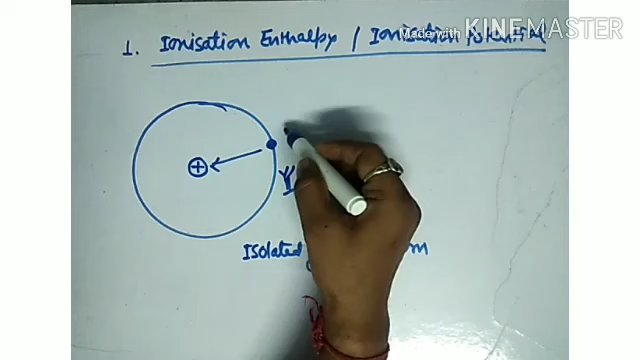 Made with KINEMASTER
1. Ionisation Enthalpy / Ionisation
+
Isolated